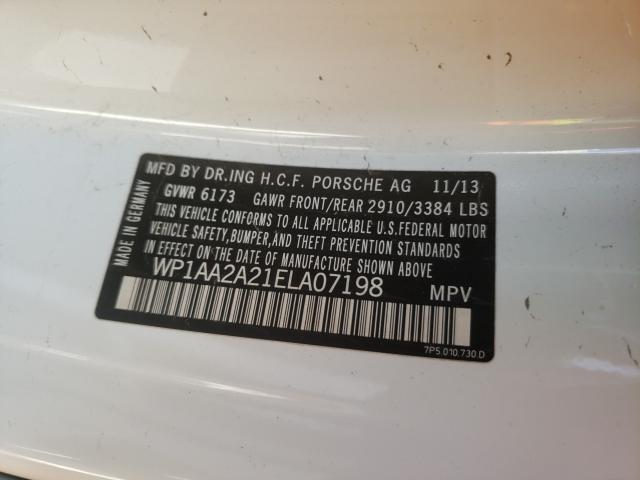 MFD BY DR.ING H.C.F. PORSCHE AG 11/13
GVWR 6173 GAWR FRONT/REAR 2910/3384 LBS
THIS VEHICLE CONFORMS TO ALL APPLICABLE U.S.FEDERAL MOTOR
VEHICLE SAFETY,BUMPER,AND THEFT PREVENTION STANDARDS
IN EFFECT ON THE DATE OF MANUFACTURE SHOWN ABOVE.
WP1AA2A21ELA07198 MPV
7P5.010.730.D
MADE IN GERMANY